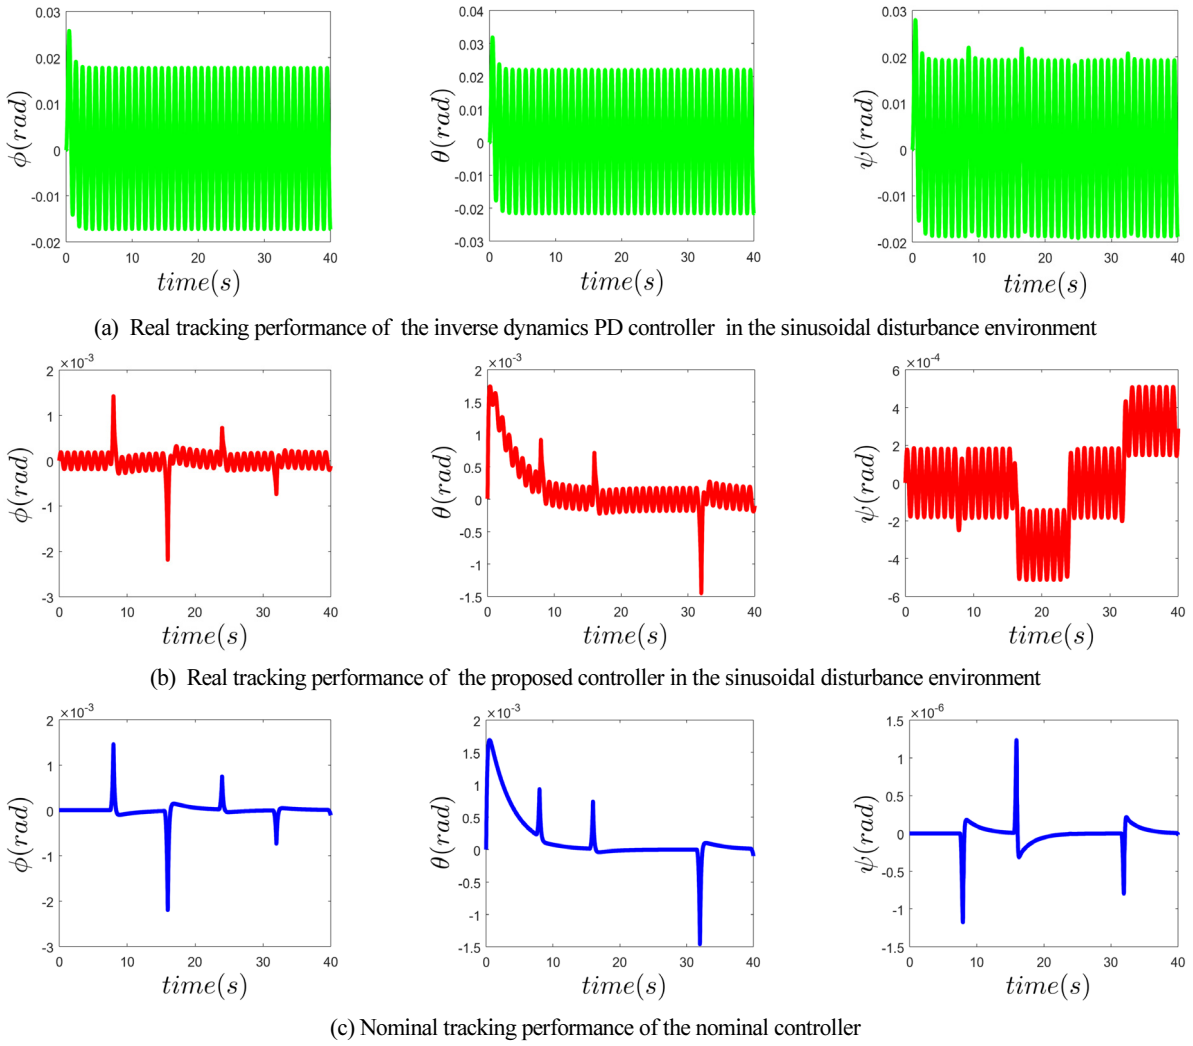 0.03
0.02
0.01
0
-0.01
-0.02
ϕ(rad)
0 10 20 30 40
time(s)
0.04
0.03
0.02
0.01
0
-0.01
-0.02
-0.03
θ(rad)
0 10 20 30 40
time(s)
0.03
0.02
0.01
0
-0.01
-0.02
ψ(rad)
0 10 20 30 40
time(s)
(a) Real tracking performance of the inverse dynamics PD controller in the sinusoidal disturbance environment
×10-3
2
1
0
-1
-2
-3
ϕ(rad)
0 10 20 30 40
time(s)
×10-3
2
1.5
1
0.5
0
-0.5
-1
-1.5
θ(rad)
0 10 20 30 40
time(s)
×10-4
6
4
2
0
-2
-4
-6
ψ(rad)
0 10 20 30 40
time(s)
(b) Real tracking performance of the proposed controller in the sinusoidal disturbance environment
×10-3
2
1
0
-1
-2
-3
ϕ(rad)
0 10 20 30 40
time(s)
×10-3
2
1.5
1
0.5
0
-0.5
-1
-1.5
θ(rad)
0 10 20 30 40
time(s)
×10-6
1.5
1
0.5
0
-0.5
-1
-1.5
ψ(rad)
0 10 20 30 40
time(s)
(c) Nominal tracking performance of the nominal controller